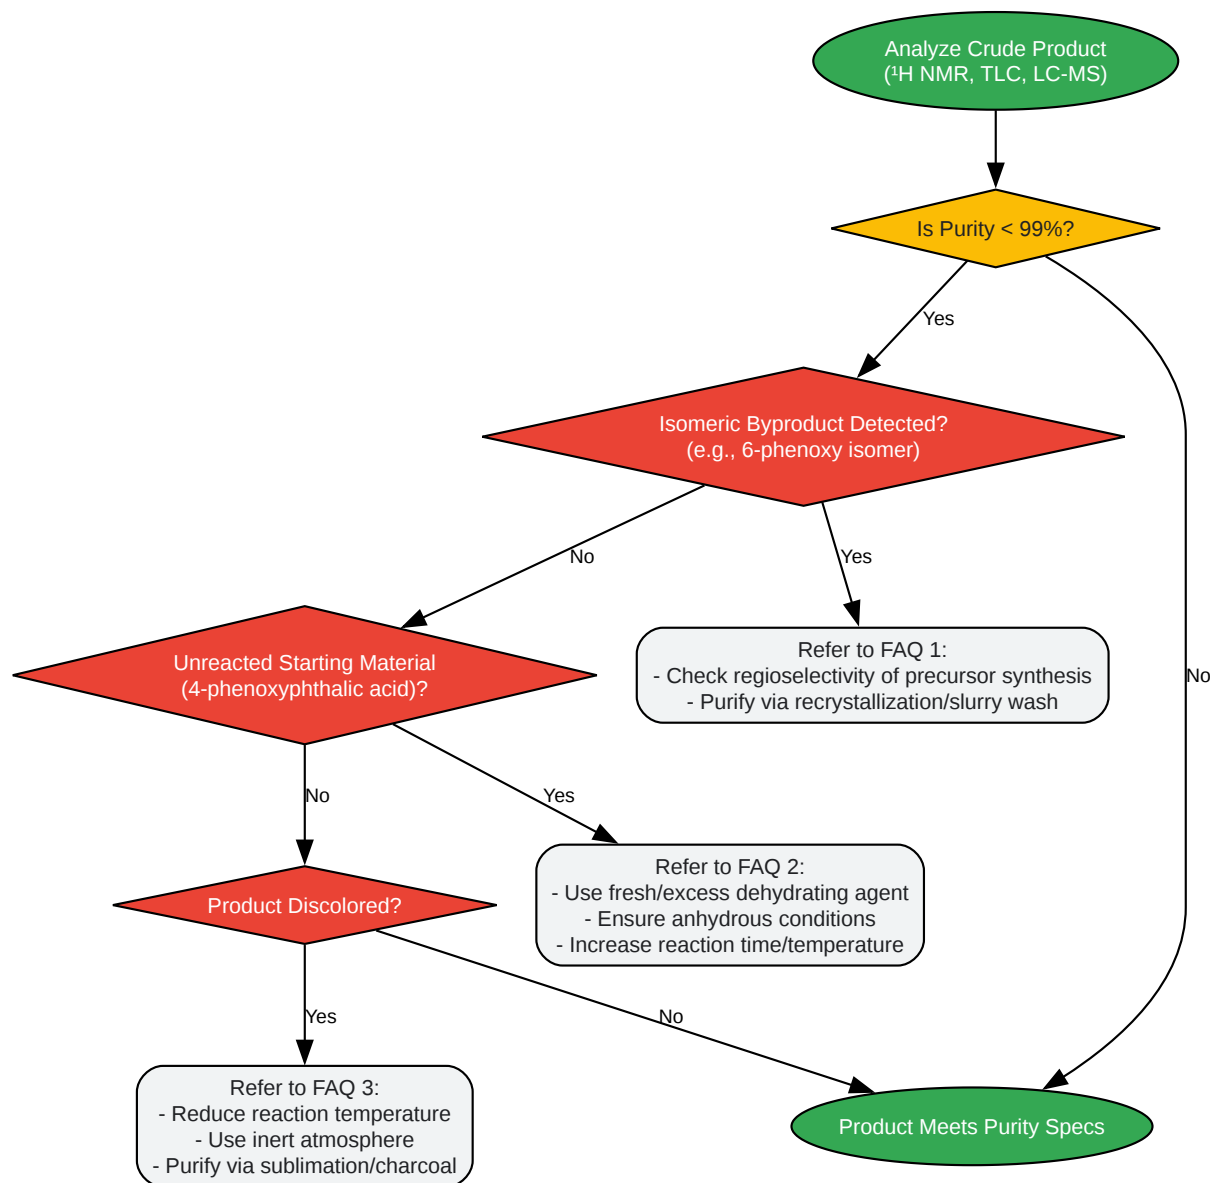 Analyze Crude Product
(¹H NMR, TLC, LC-MS)
Is Purity < 99%?
Yes
Isomeric Byproduct Detected?
(e.g., 6-phenoxy isomer)
No
Yes
Unreacted Starting Material
(4-phenoxyphthalic acid)?
Refer to FAQ 1:
- Check regioselectivity of precursor synthesis
- Purify via recrystallization/slurry wash
No
No
Yes
Refer to FAQ 2:
- Use fresh/excess dehydrating agent
- Ensure anhydrous conditions
- Increase reaction time/temperature
Product Discolored?
Yes
No
Refer to FAQ 3:
- Reduce reaction temperature
- Use inert atmosphere
- Purify via sublimation/charcoal
Product Meets Purity Specs